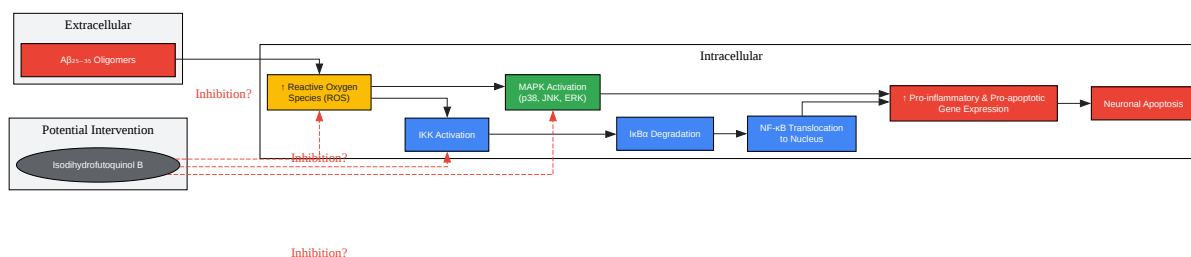 Extracellular
Aβ₂₅₋₃₅ Oligomers
Intracellular
↑ Reactive Oxygen
Species (ROS)
MAPK Activation
(p38, JNK, ERK)
↑ Pro-inflammatory & Pro-apoptotic
Gene Expression
Neuronal Apoptosis
Inhibition?
Potential Intervention
Isodihydrofutoquinol B
IKK Activation
IκBα Degradation
NF-κB Translocation
to Nucleus
Inhibition?
Inhibition?